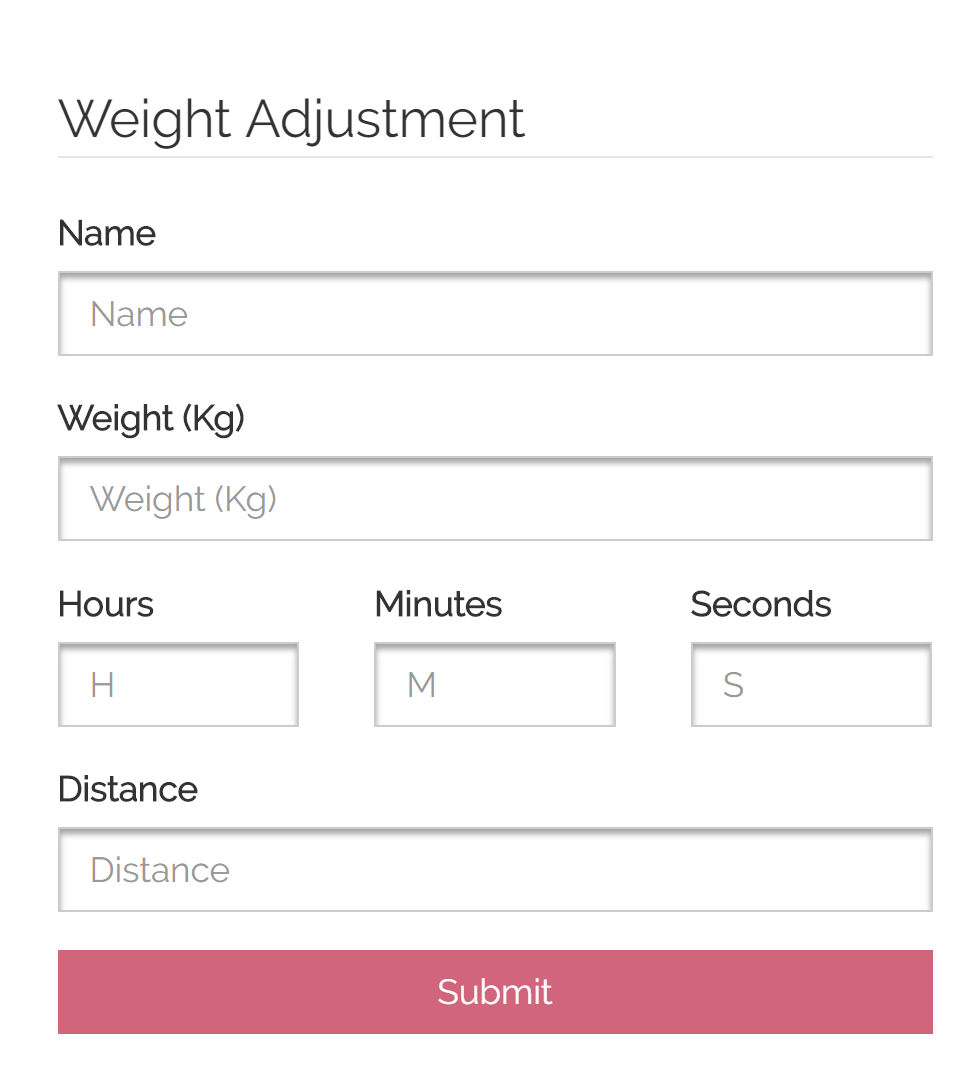 Weight Adjustment
Name
Name
Weight (Kg)
Weight (Kg)
Hours Minutes Seconds
H M S
Distance
Distance
Submit